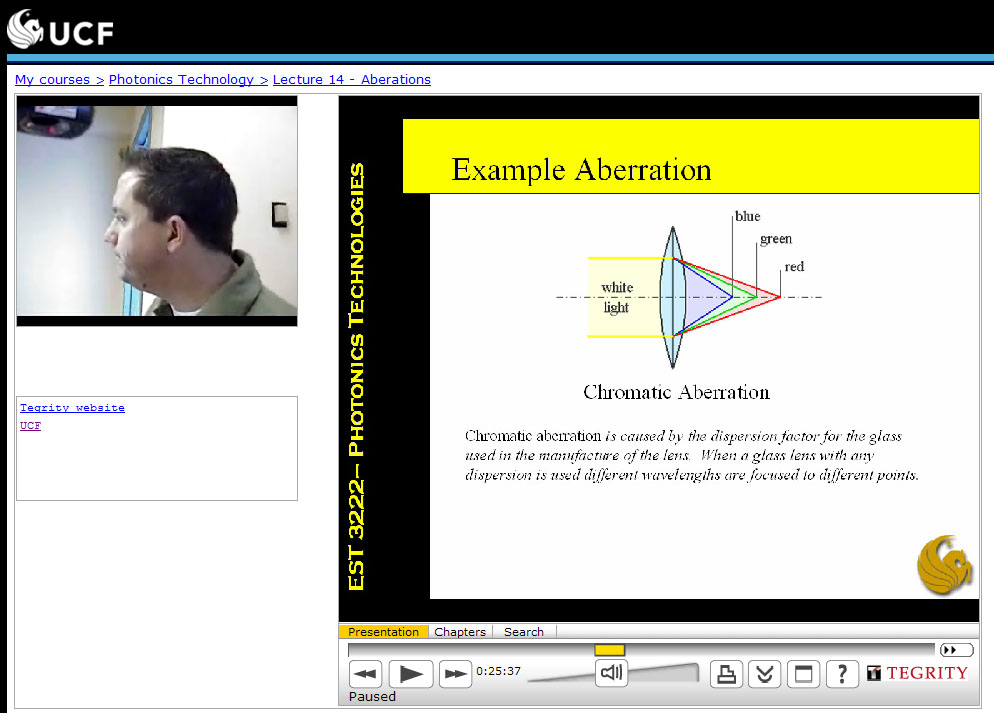 UCF
My courses > Photonics Technology > Lecture 14 - Aberations
EST 3222– Photonics Technologies
Example Aberration
blue
green
red
white
light
Chromatic Aberration
Chromatic aberration is caused by the dispersion factor for the glass
used in the manufacture of the lens.  When a glass lens with any
dispersion is used different wavelengths are focused to different points.
Tegrity website
UCF
Presentation Chapters Search
0:25:37
?
TEGRITY
Paused